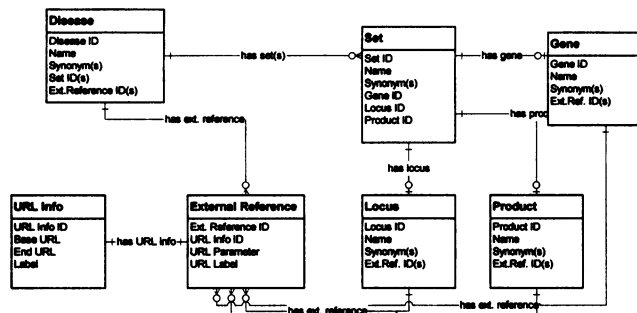 Disease
Disease ID
Name
Synonym(s)
Set ID(s)
Ext.Reference ID(s)
has set(s)
Set
Set ID
Name
Synonym(s)
Gene ID
Locus ID
Product ID
has gene
Gene
Gene ID
Name
Synonym(s)
Ext.Ref. ID(s)
has prod
has ext. reference
has locus
URL Info
URL Info ID
Base URL
End URL
Label
has URL info
External Reference
Ext. Reference ID
URL Info ID
URL Parameter
URL Label
Locus
Locus ID
Name
Synonym(s)
Ext.Ref. ID(s)
Product
Product ID
Name
Synonym(s)
Ext.Ref. ID(s)
has ext. reference
has ext. reference